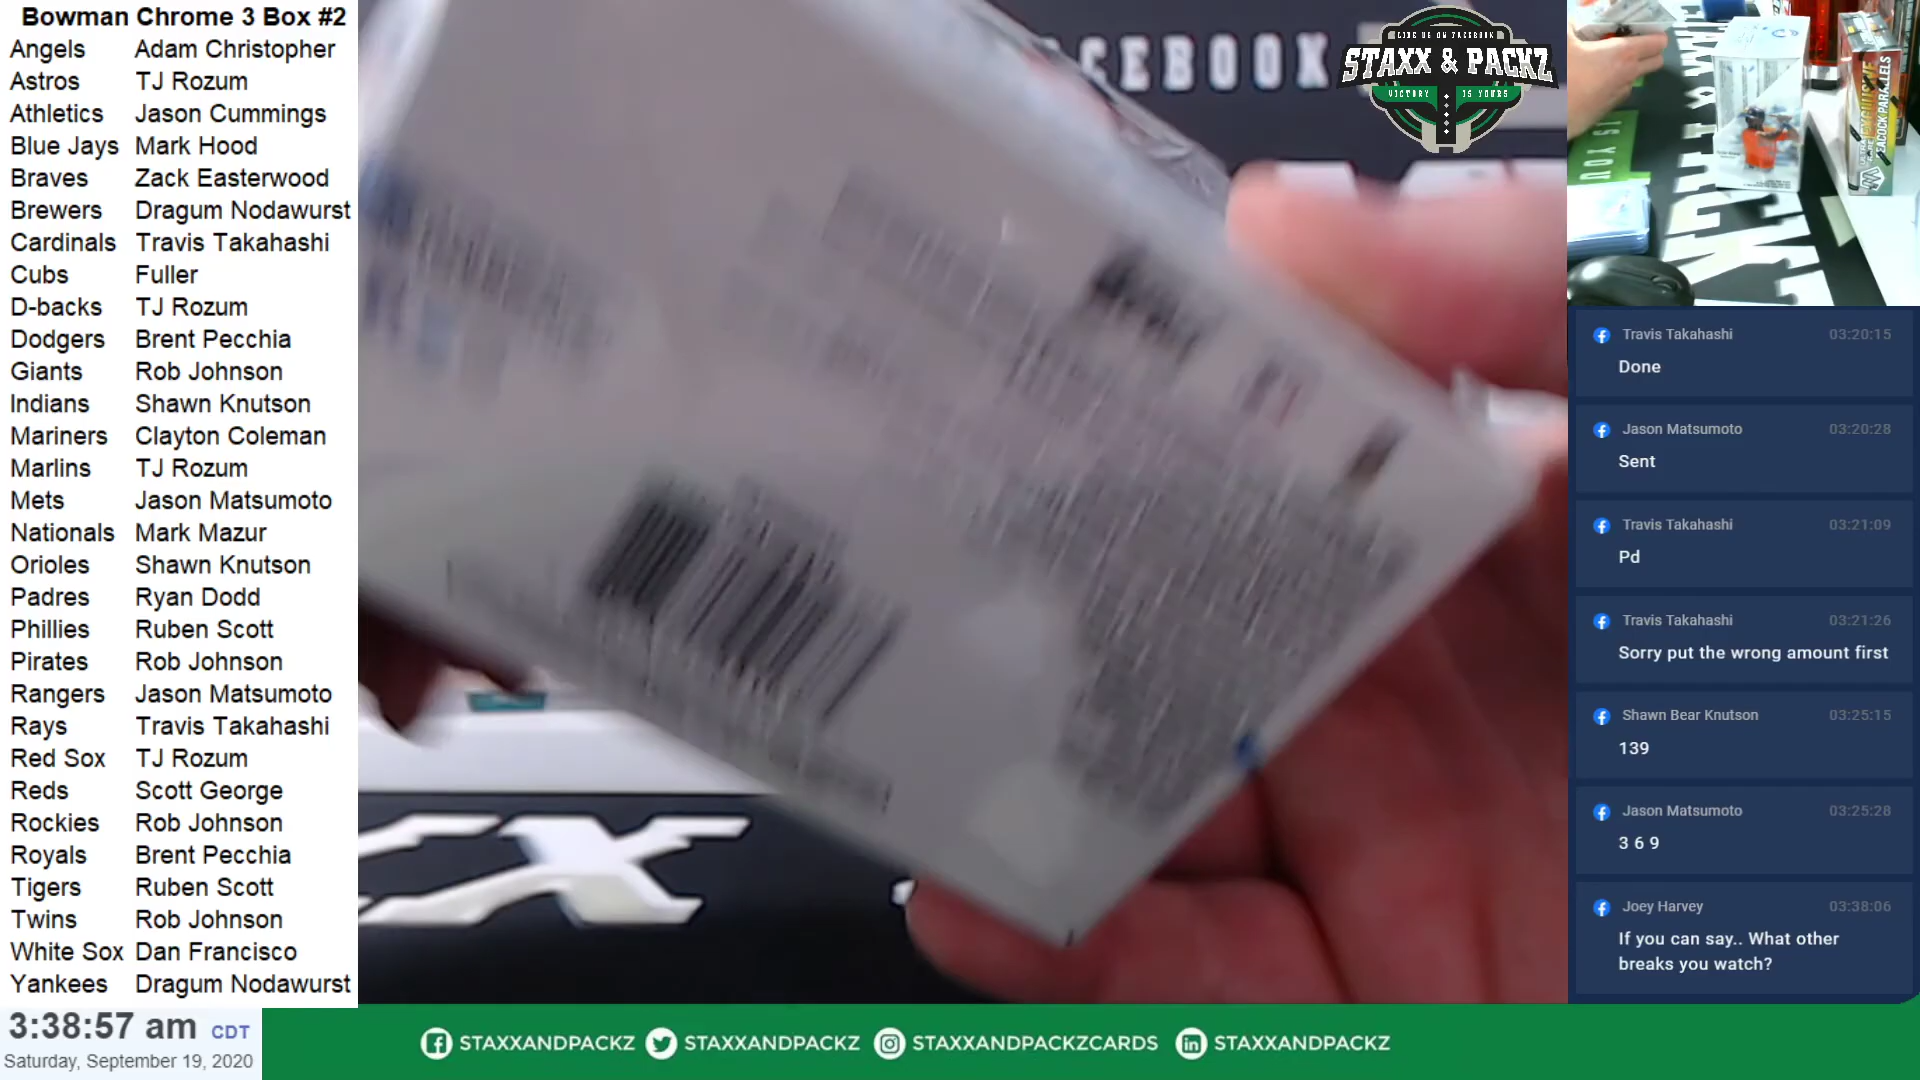 Bowman Chrome 3 Box #2
Angels Adam Christopher
Astros TJ Rozum
Athletics Jason Cummings
Blue Jays Mark Hood
Braves Zack Easterwood
Brewers Dragum Nodawurst
Cardinals Travis Takahashi
Cubs Fuller
D-backs TJ Rozum
Dodgers Brent Pecchia
Giants Rob Johnson
Indians Shawn Knutson
Mariners Clayton Coleman
Marlins TJ Rozum
Mets Jason Matsumoto
Nationals Mark Mazur
Orioles Shawn Knutson
Padres Ryan Dodd
Phillies Ruben Scott
Pirates Rob Johnson
Rangers Jason Matsumoto
Rays Travis Takahashi
Red Sox TJ Rozum
Reds Scott George
Rockies Rob Johnson
Royals Brent Pecchia
Tigers Ruben Scott
Twins Rob Johnson
White Sox Dan Francisco
Yankees Dragum Nodawurst
3:38:57 am CDT
Saturday, September 19, 2020
LIKE US ON FACEBOOK
STAXX & PACKZ
VICTORY IS YOURS
Travis Takahashi 03:20:15
Done
Jason Matsumoto 03:20:28
Sent
Travis Takahashi 03:21:09
Pd
Travis Takahashi 03:21:26
Sorry put the wrong amount first
Shawn Bear Knutson 03:25:15
139
Jason Matsumoto 03:25:28
3 6 9
Joey Harvey 03:38:06
If you can say.. What other
breaks you watch?
STAXXANDPACKZ STAXXANDPACKZ STAXXANDPACKZCARDS STAXXANDPACKZ